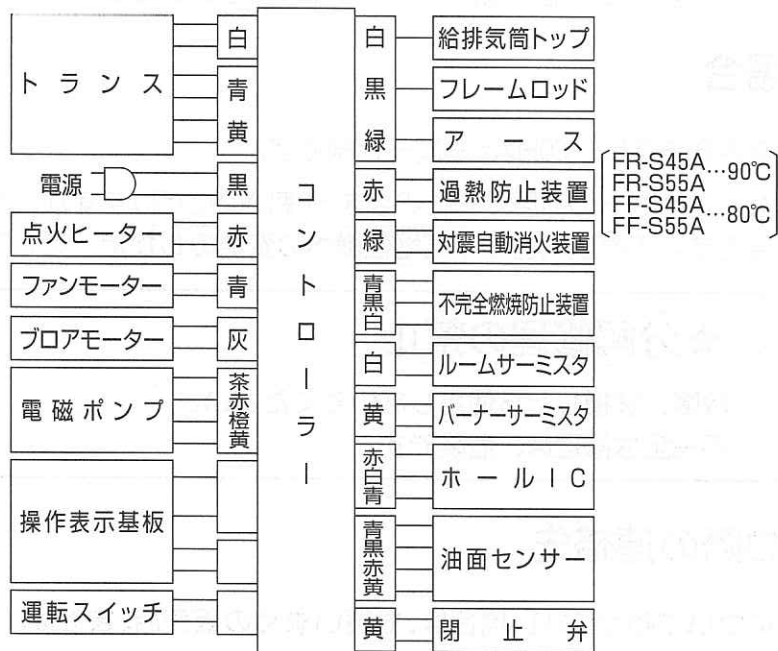 トランス
白
青
黄
電源
黒
点火ヒーター
赤
ファンモーター
青
ブロアモーター
灰
電磁ポンプ
茶
赤
橙
黄
操作表示基板
運転スイッチ
コントローラー
白
給排気筒トップ
黒
フレームロッド
緑
アース
赤
過熱防止装置
FR-S45A
FR-S55A
…90℃
FF-S45A
FF-S55A
…80℃
緑
対震自動消火装置
青
黒
白
不完全燃焼防止装置
白
ルームサーミスタ
黄
バーナーサーミスタ
赤
白
青
ホールIC
青
黒
赤
黄
油面センサー
黄
閉止弁